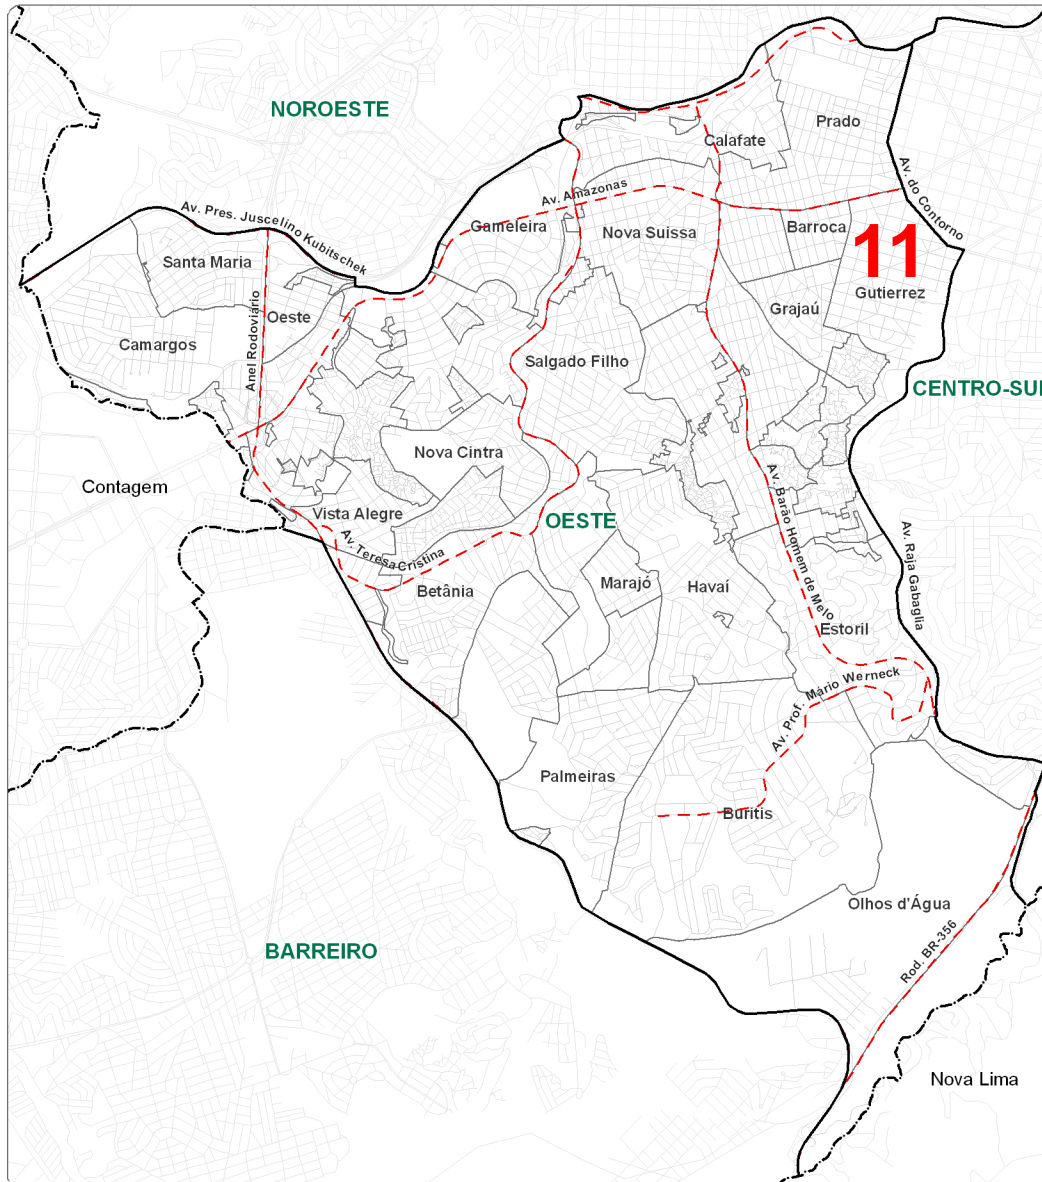 NOROESTE
Prado
Calafate
Av. do Contorno
Av. Amazonas
Av. Pres. Juscelino Kubitschek
Gameleira
Nova Suissa
Barroca
11
Santa Maria
Gutierrez
Grajaú
Oeste
Anel Rodoviário
Camargos
Salgado Filho
CENTRO-SUL
Nova Cintra
Contagem
Vista Alegre
OESTE
Av. Teresa Cristina
Av. Barão Homem de Melo
Av. Raja Gabaglia
Betânia
Marajó
Havaí
Estoril
Av. Prof. Mário Werneck
Palmeiras
Buritis
Olhos d'Água
BARREIRO
Rod. BR-356
Nova Lima